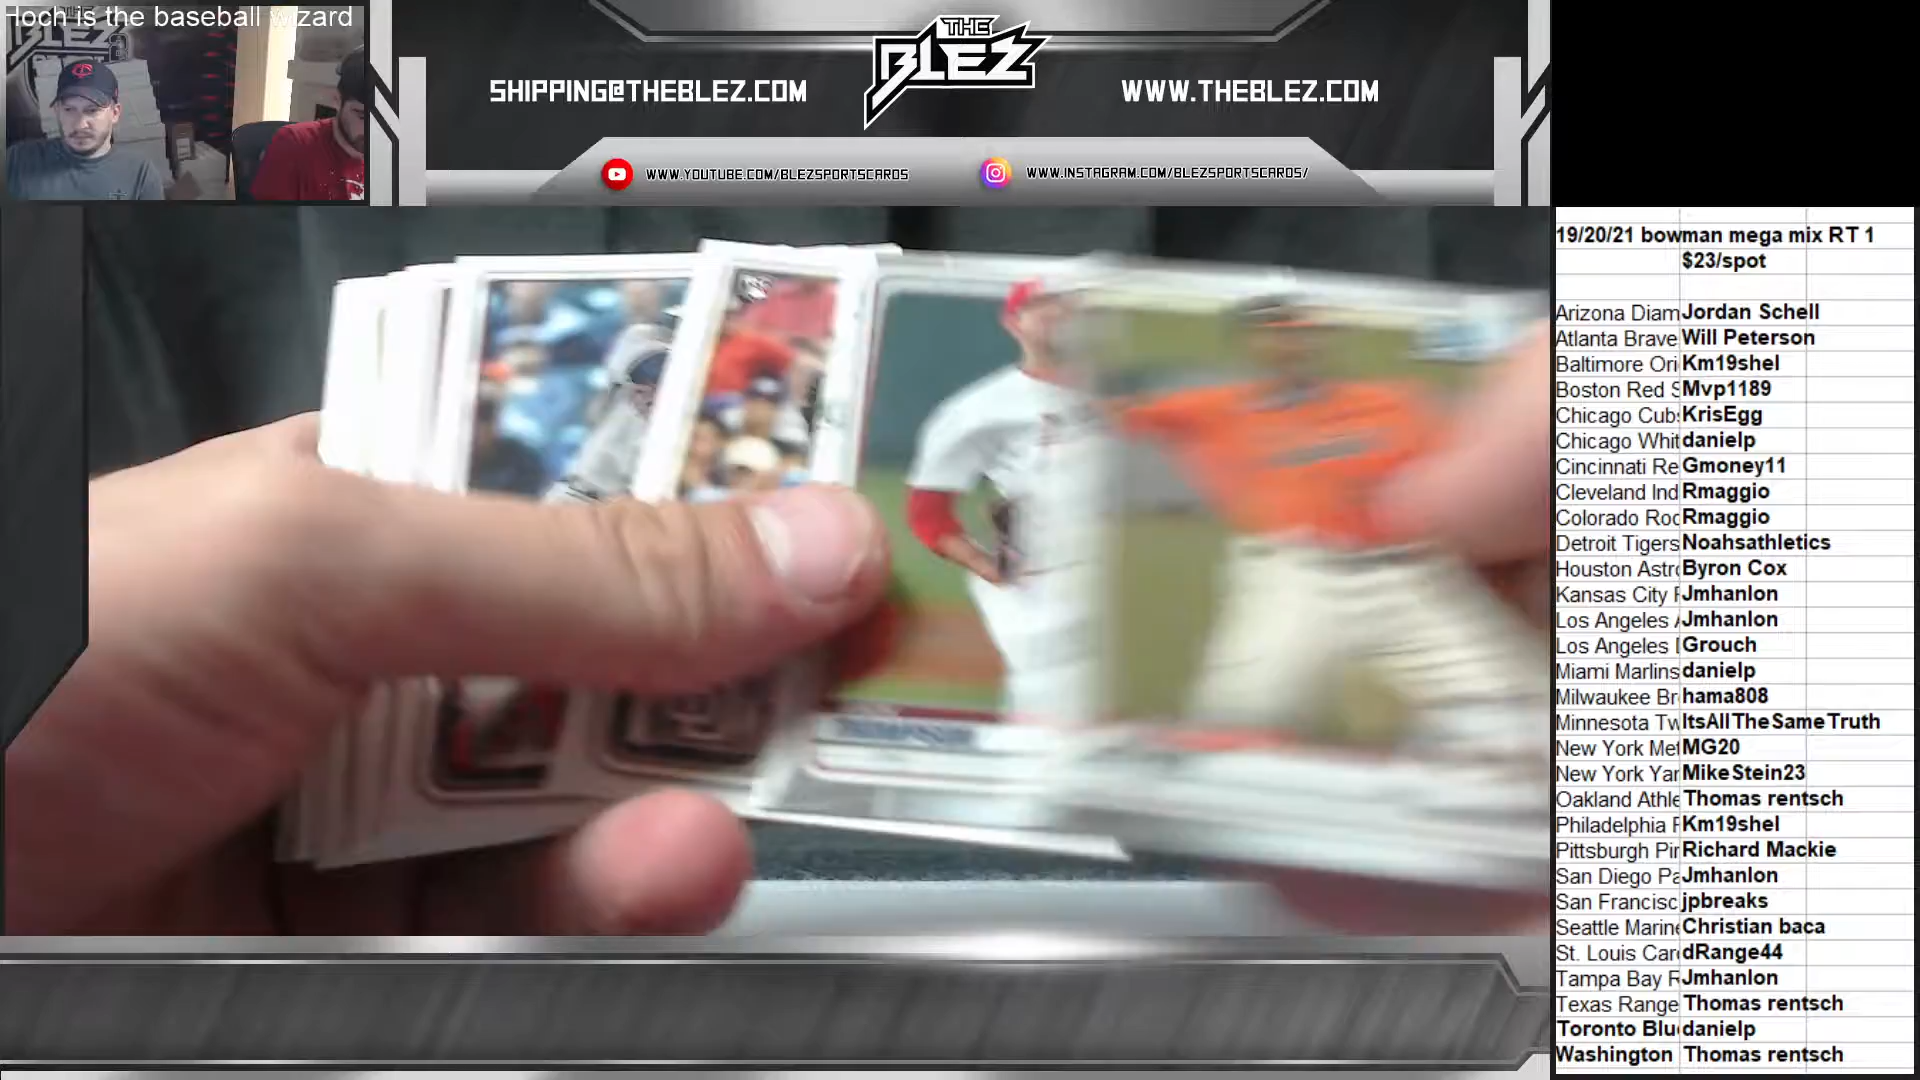 Hoch is the baseball wizard
THE
BLEZ
SHIPPING@THEBLEZ.COM
WWW.THEBLEZ.COM
WWW.YOUTUBE.COM/BLEZSPORTSCARDS
WWW.INSTAGRAM.COM/BLEZSPORTSCARDS/
19/20/21 bowman mega mix RT 1
$23/spot
Arizona Diam Jordan Schell
Atlanta Brave Will Peterson
Baltimore Ori Km19shel
Boston Red S Mvp1189
Chicago Cub KrisEgg
Chicago Whit danielp
Cincinnati Re Gmoney11
Cleveland Ind Rmaggio
Colorado Roc Rmaggio
Detroit Tigers Noahsathletics
Houston Astro Byron Cox
Kansas City R Jmhanlon
Los Angeles A Jmhanlon
Los Angeles D Grouch
Miami Marlins danielp
Milwaukee Br hama808
Minnesota Tw ItsAllTheSameTruth
New York Met MG20
New York Yan MikeStein23
Oakland Athle Thomas rentsch
Philadelphia P Km19shel
Pittsburgh Pir Richard Mackie
San Diego Pa Jmhanlon
San Francisc jpbreaks
Seattle Marine Christian baca
St. Louis Car dRange44
Tampa Bay R Jmhanlon
Texas Range Thomas rentsch
Toronto Blu danielp
Washington Thomas rentsch